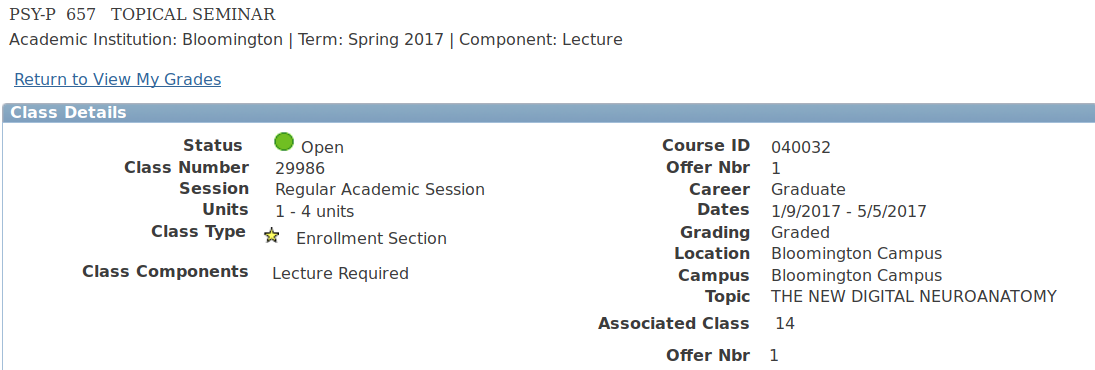 PSY-P 657 TOPICAL SEMINAR
Academic Institution: Bloomington | Term: Spring 2017 | Component: Lecture
Return to View My Grades
Class Details
Status Open
Class Number 29986
Session Regular Academic Session
Units 1 - 4 units
Class Type Enrollment Section
Class Components Lecture Required
Course ID 040032
Offer Nbr 1
Career Graduate
Dates 1/9/2017 - 5/5/2017
Grading Graded
Location Bloomington Campus
Campus Bloomington Campus
Topic THE NEW DIGITAL NEUROANATOMY
Associated Class 14
Offer Nbr 1